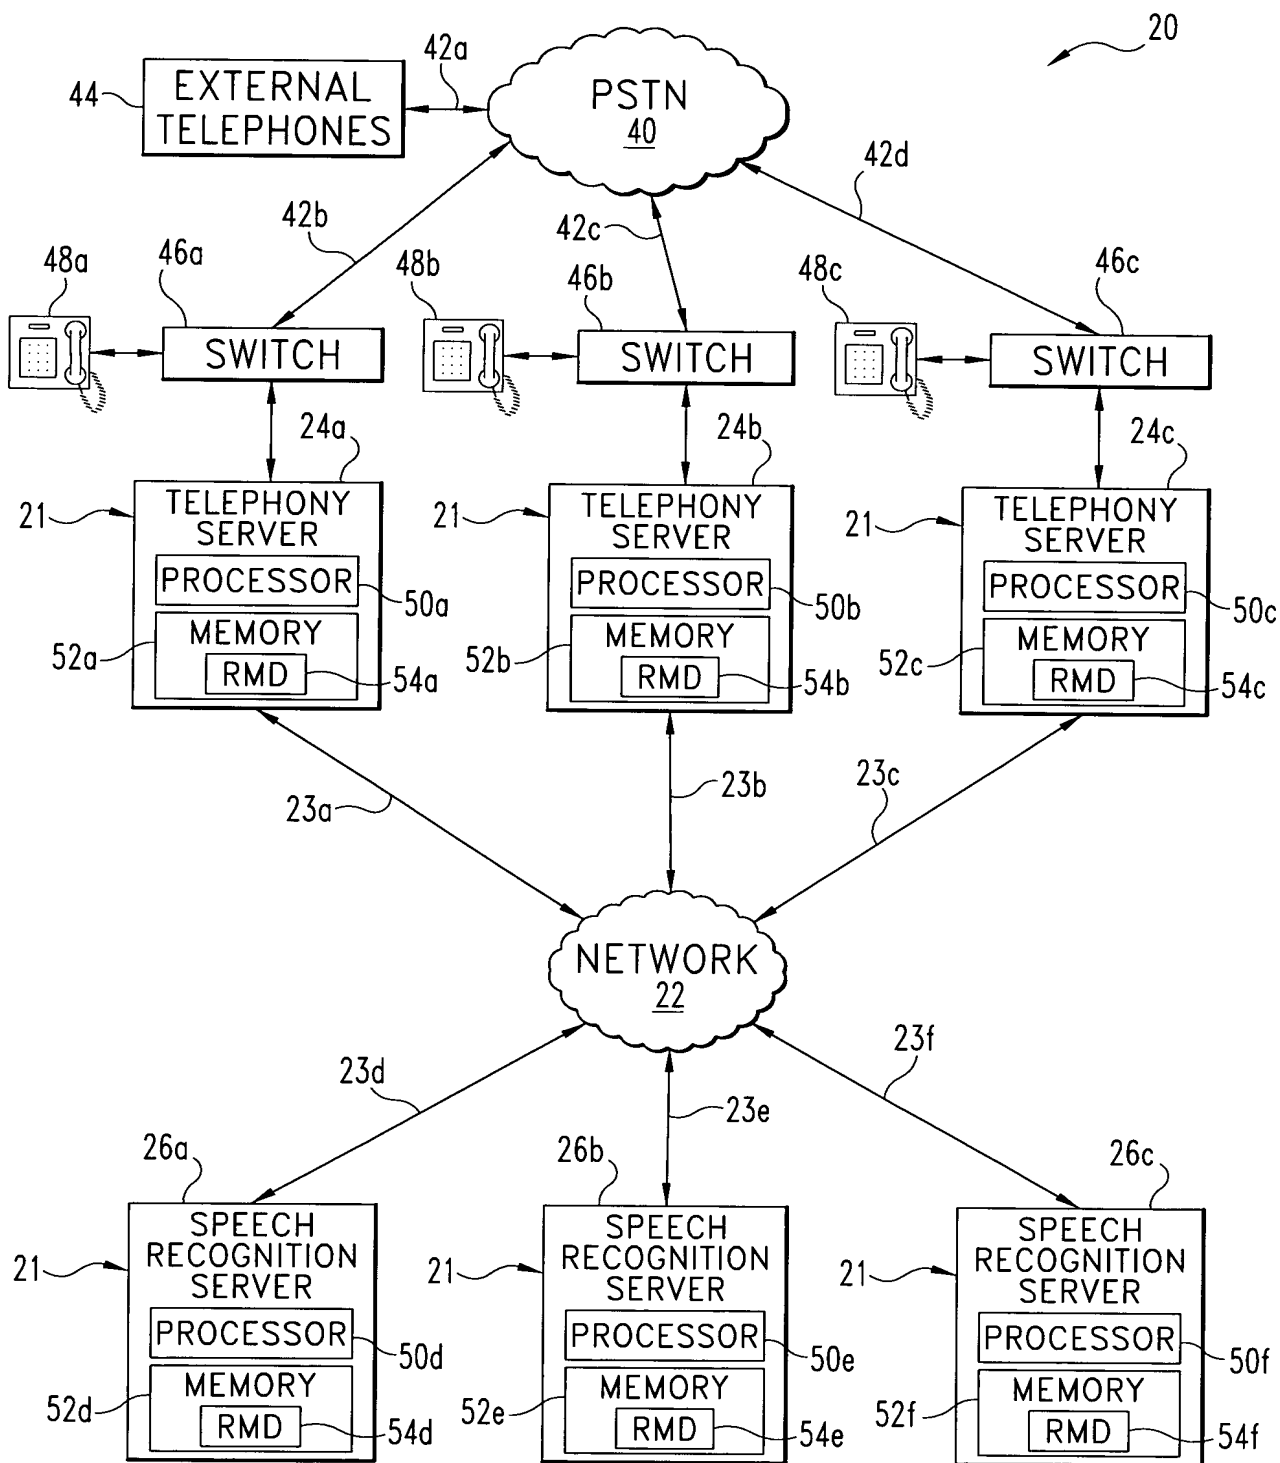 20
42a
44
EXTERNAL
TELEPHONES
PSTN
40
42d
42b
42c
48a
46a
48b
46b
48c
46c
SWITCH
SWITCH
SWITCH
24a
24b
24c
21
TELEPHONY
SERVER
PROCESSOR
50a
52a
MEMORY
RMD
54a
21
TELEPHONY
SERVER
PROCESSOR
50b
52b
MEMORY
RMD
54b
21
TELEPHONY
SERVER
PROCESSOR
50c
52c
MEMORY
RMD
54c
23a
23b
23c
NETWORK
22
23d
23e
23f
26a
26b
26c
21
SPEECH
RECOGNITION
SERVER
PROCESSOR
50d
52d
MEMORY
RMD
54d
21
SPEECH
RECOGNITION
SERVER
PROCESSOR
50e
52e
MEMORY
RMD
54e
21
SPEECH
RECOGNITION
SERVER
PROCESSOR
50f
52f
MEMORY
RMD
54f